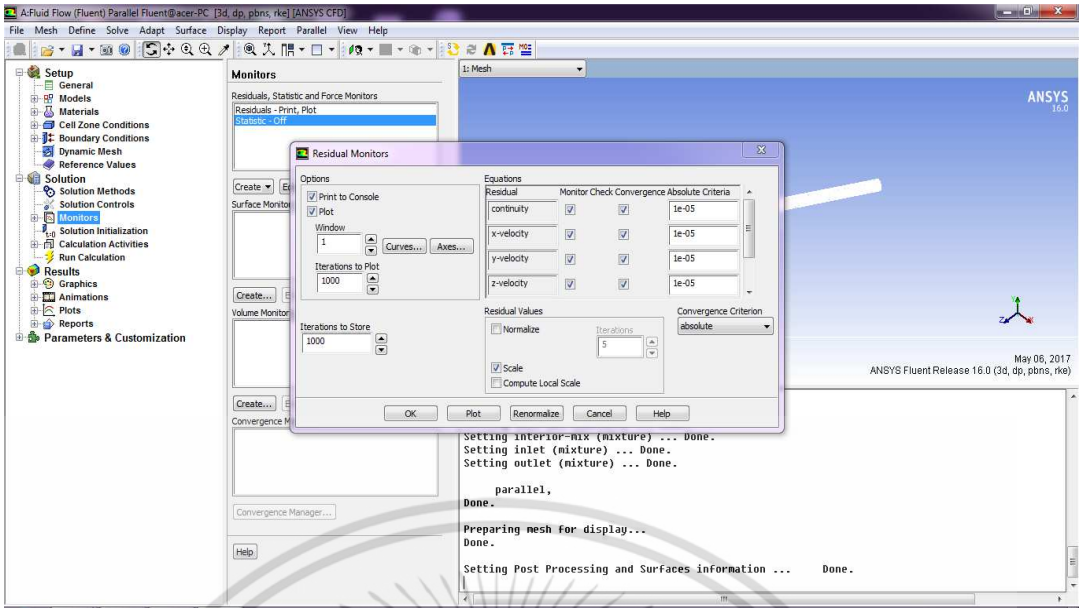 A:Fluid Flow (Fluent) Parallel Fluent@acer-PC [3d, dp, pbns, rke] [ANSYS CFD]
File Mesh Define Solve Adapt Surface Display Report Parallel View Help
Setup
General
Models
Materials
Cell Zone Conditions
Boundary Conditions
Dynamic Mesh
Reference Values
Solution
Solution Methods
Solution Controls
Monitors
Solution Initialization
Calculation Activities
Run Calculation
Results
Graphics
Animations
Plots
Reports
Parameters & Customization
Monitors
Residuals, Statistic and Force Monitors
Residuals - Print, Plot
Statistic - Off
Create
Surface Monitor
Create...
Volume Monitor
Create...
Convergence M
Convergence Manager...
Help
1: Mesh
ANSYS
16.0
Residual Monitors
Options
Print to Console
Plot
Window
1
Curves... Axes...
Iterations to Plot
1000
Iterations to Store
1000
Equations
Residual Monitor Check Convergence Absolute Criteria
continuity 1e-05
x-velocity 1e-05
y-velocity 1e-05
z-velocity 1e-05
Residual Values
Normalize
Iterations
5
Scale
Compute Local Scale
Convergence Criterion
absolute
OK Plot Renormalize Cancel Help
Y
Z X
May 06, 2017
ANSYS Fluent Release 16.0 (3d, dp, pbns, rke)
Setting interior-mix (mixture) ... Done.
Setting inlet (mixture) ... Done.
Setting outlet (mixture) ... Done.
parallel,
Done.
Preparing mesh for display...
Done.
Setting Post Processing and Surfaces information ... Done.